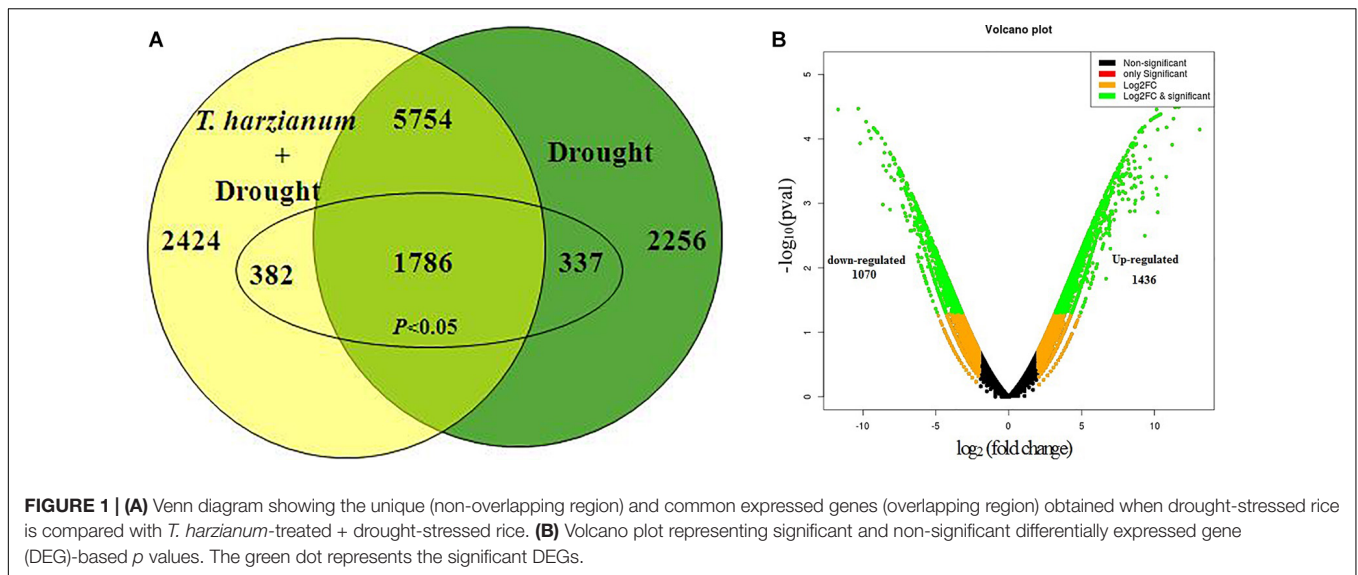 A
T. harzianum
+
Drought
5754
Drought
2424
382
1786
337
2256
P<0.05
B
Volcano plot
Non-significant
only Significant
Log2FC
Log2FC & significant
-log10(pval)
5
4
3
2
1
0
down-regulated
1070
Up-regulated
1436
-10 -5 0 5 10
log2 (fold change)
FIGURE 1 | (A) Venn diagram showing the unique (non-overlapping region) and common expressed genes (overlapping region) obtained when drought-stressed rice
is compared with T. harzianum-treated + drought-stressed rice. (B) Volcano plot representing significant and non-significant differentially expressed gene
(DEG)-based p values. The green dot represents the significant DEGs.